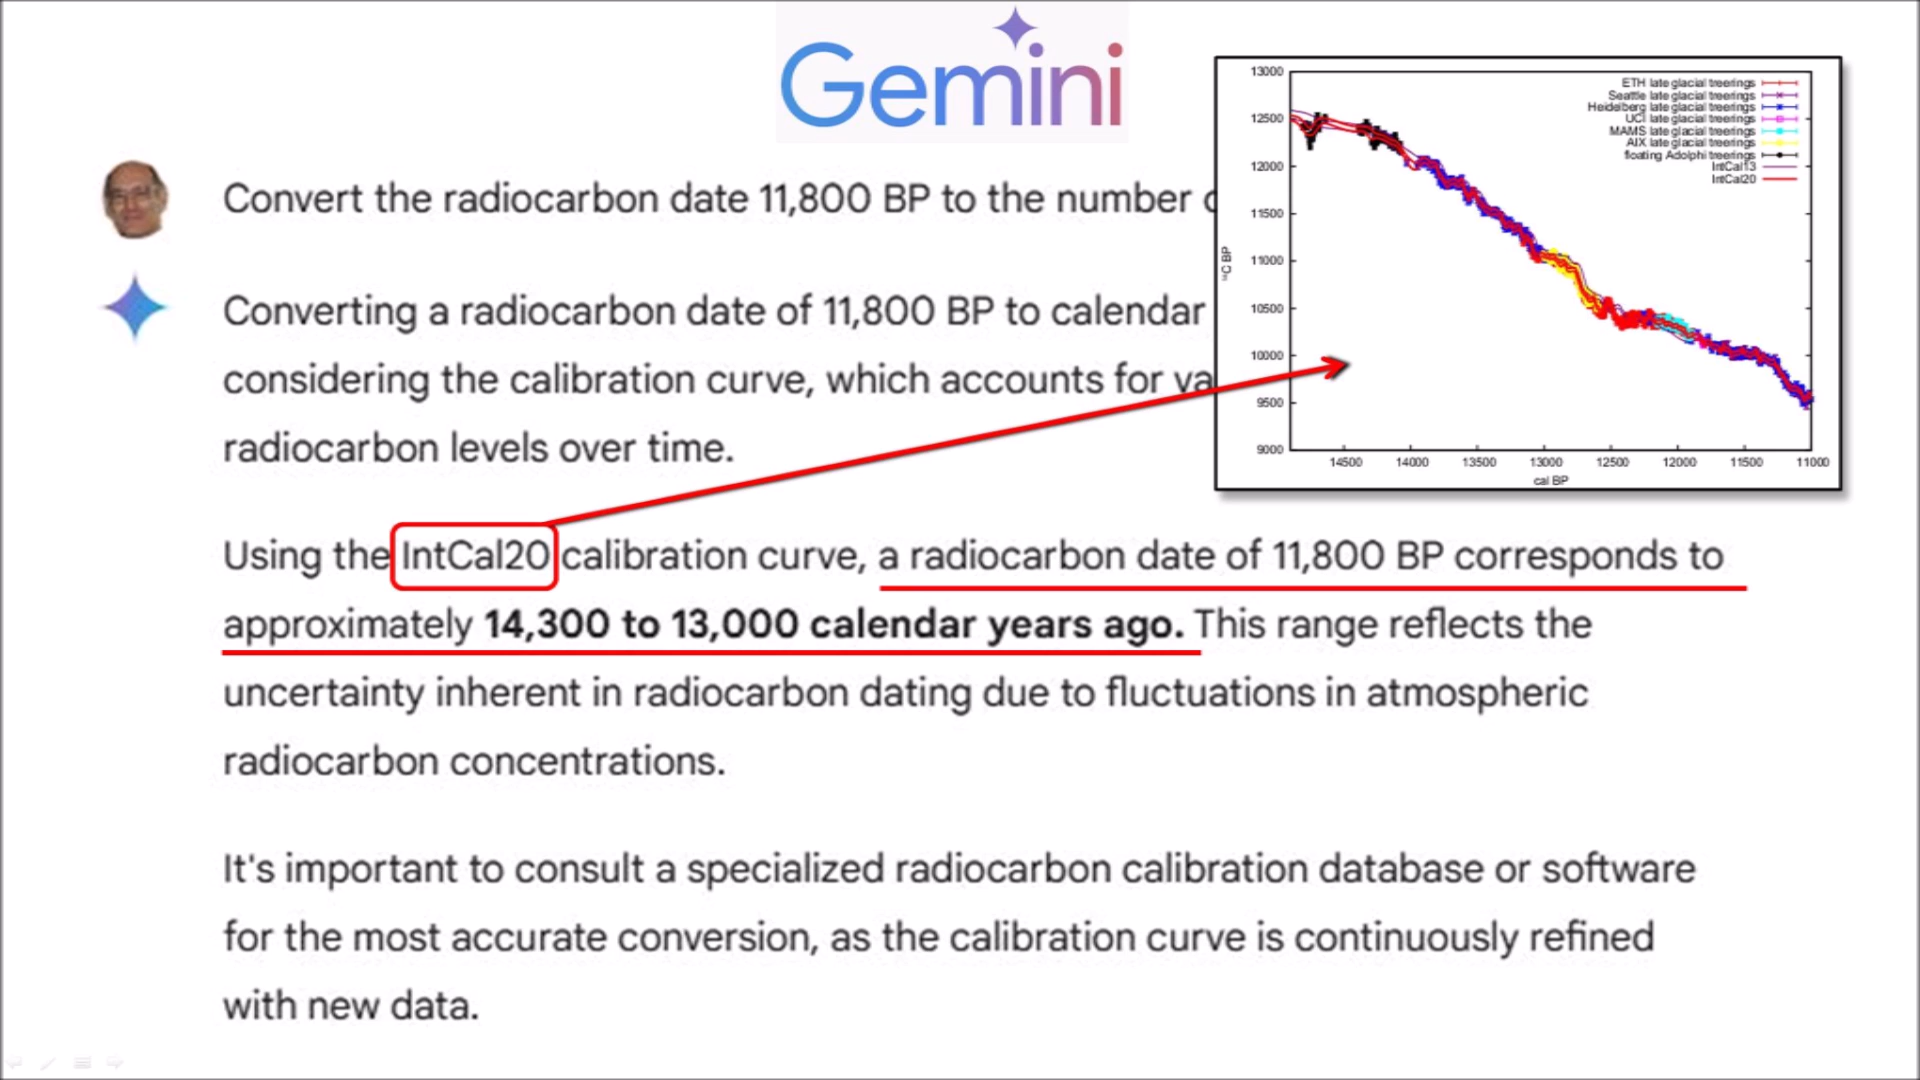 Gemini
Convert the radiocarbon date 11,800 BP to the number
Converting a radiocarbon date of 11,800 BP to calendar
considering the calibration curve, which accounts for va
radiocarbon levels over time.
Using the IntCal20 calibration curve, a radiocarbon date of 11,800 BP corresponds to
approximately 14,300 to 13,000 calendar years ago. This range reflects the
uncertainty inherent in radiocarbon dating due to fluctuations in atmospheric
radiocarbon concentrations.
It's important to consult a specialized radiocarbon calibration database or software
for the most accurate conversion, as the calibration curve is continuously refined
with new data.
13000
12500
12000
11500
11000
10500
10000
9500
9000
¹⁴C BP
ETH late glacial treerings
Seattle late glacial treerings
Heidelberg late glacial treerings
UCI late glacial treerings
MAMS late glacial treerings
AIX late glacial treerings
floating Adolphi treerings
IntCal13
IntCal20
14500 14000 13500 13000 12500 12000 11500 11000
cal BP